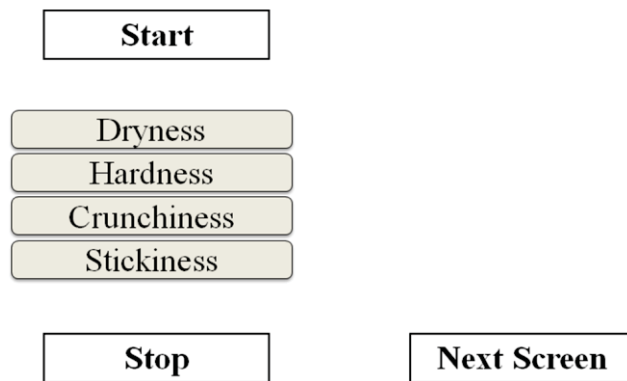 Start
Dryness
Hardness
Crunchiness
Stickiness
Stop
Next Screen